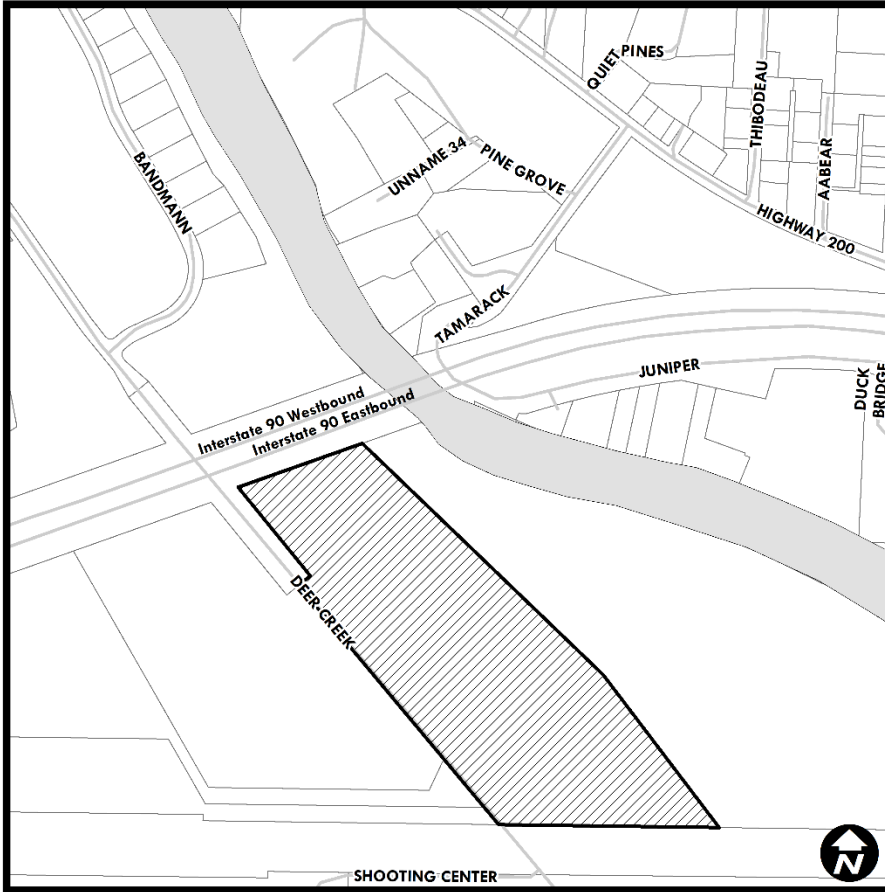 QUIET PINES
THIBODEAU
AABEAR
BANDMANN
UNNAME 34
PINE GROVE
HIGHWAY 200
TAMARACK
JUNIPER
DUCK
BRIDGE
Interstate 90 Westbound
Interstate 90 Eastbound
DEER CREEK
SHOOTING CENTER
N